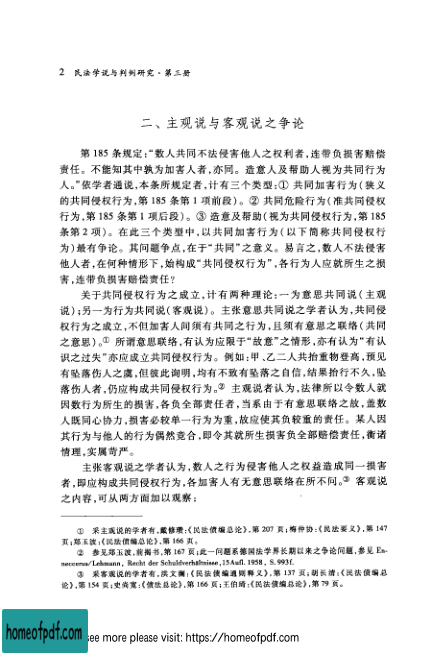 2 民法学说与判例研究·第三册
二、主观说与客观说之争论
第185条规定：“数人共同不法侵害他人之权利者，连带负损害赔偿
责任。不能知其中孰为加害人者，亦同。造意人及帮助人视为共同行为
人。”依学者通说，本条所规定者，计有三个类型：① 共同加害行为（狭义
的共同侵权行为，第185条第1项前段）。② 共同危险行为（准共同侵权
行为，第185条第1项后段）。③ 造意及帮助（视为共同侵权行为，第185
条第2项）。在此三个类型中，以共同加害行为（以下简称共同侵权行
为）最有争论。其问题争点，在于“共同”之意义。易言之，数人不法侵害
他人者，在何种情形下，始构成“共同侵权行为”，各行为人应就所生之损
害，连带负损害赔偿责任？
关于共同侵权行为之成立，计有两种理论：一为意思共同说（主观
说）；另一为行为共同说（客观说）。主张意思共同说之学者认为，共同侵
权行为之成立，不但加害人间须有共同之行为，且须有意思之联络（共同
之意思）。① 所谓意思联络，有认为应限于“故意”之情形，亦有认为“有认
识之过失”亦应成立共同侵权行为。例如：甲、乙二人共抬重物登高，预见
有坠落伤人之虞，但彼此询明，均有不致有坠落之自信，结果抬行不久，坠
落伤人者，仍应构成共同侵权行为。② 主观说者认为，法律所以令数人就
因数行为所生的损害，各负全部责任者，当系由于有意思联络之故，盖数
人既同心协力，损害必较单一行为为重，故应使其负较重的责任。某人因
其行为与他人的行为偶然竞合，即令其就所生损害负全部赔偿责任，衡诸
情理，实属苛严。
主张客观说之学者认为，数人之行为侵害他人之权益造成同一损害
者，即应构成共同侵权行为，各加害人有无意思联络在所不问。③ 客观说
之内容，可从两方面加以观察：
① 采主观说的学者有，戴修瓒：《民法债编总论》，第207页；梅仲协：《民法要义》，第147
页；郑玉波：《民法债编总论》，第166页。
② 参见郑玉波，前揭书，第167页；此一问题系德国法学界长期以来之争论问题，参见En-
neccerus/Lehmann, Recht der Schuldverhältnisse, 15Aufl. 1958, S. 993f.
③ 采客观说的学者有，洪文澜：《民法债编通则释义》，第137页；胡长清：《民法债编总
论》，第154页；史尚宽：《债法总论》，第166页；王伯琦：《民法债编总论》，第79页。
homeofpdf.com
see more please visit: https://homeofpdf.com